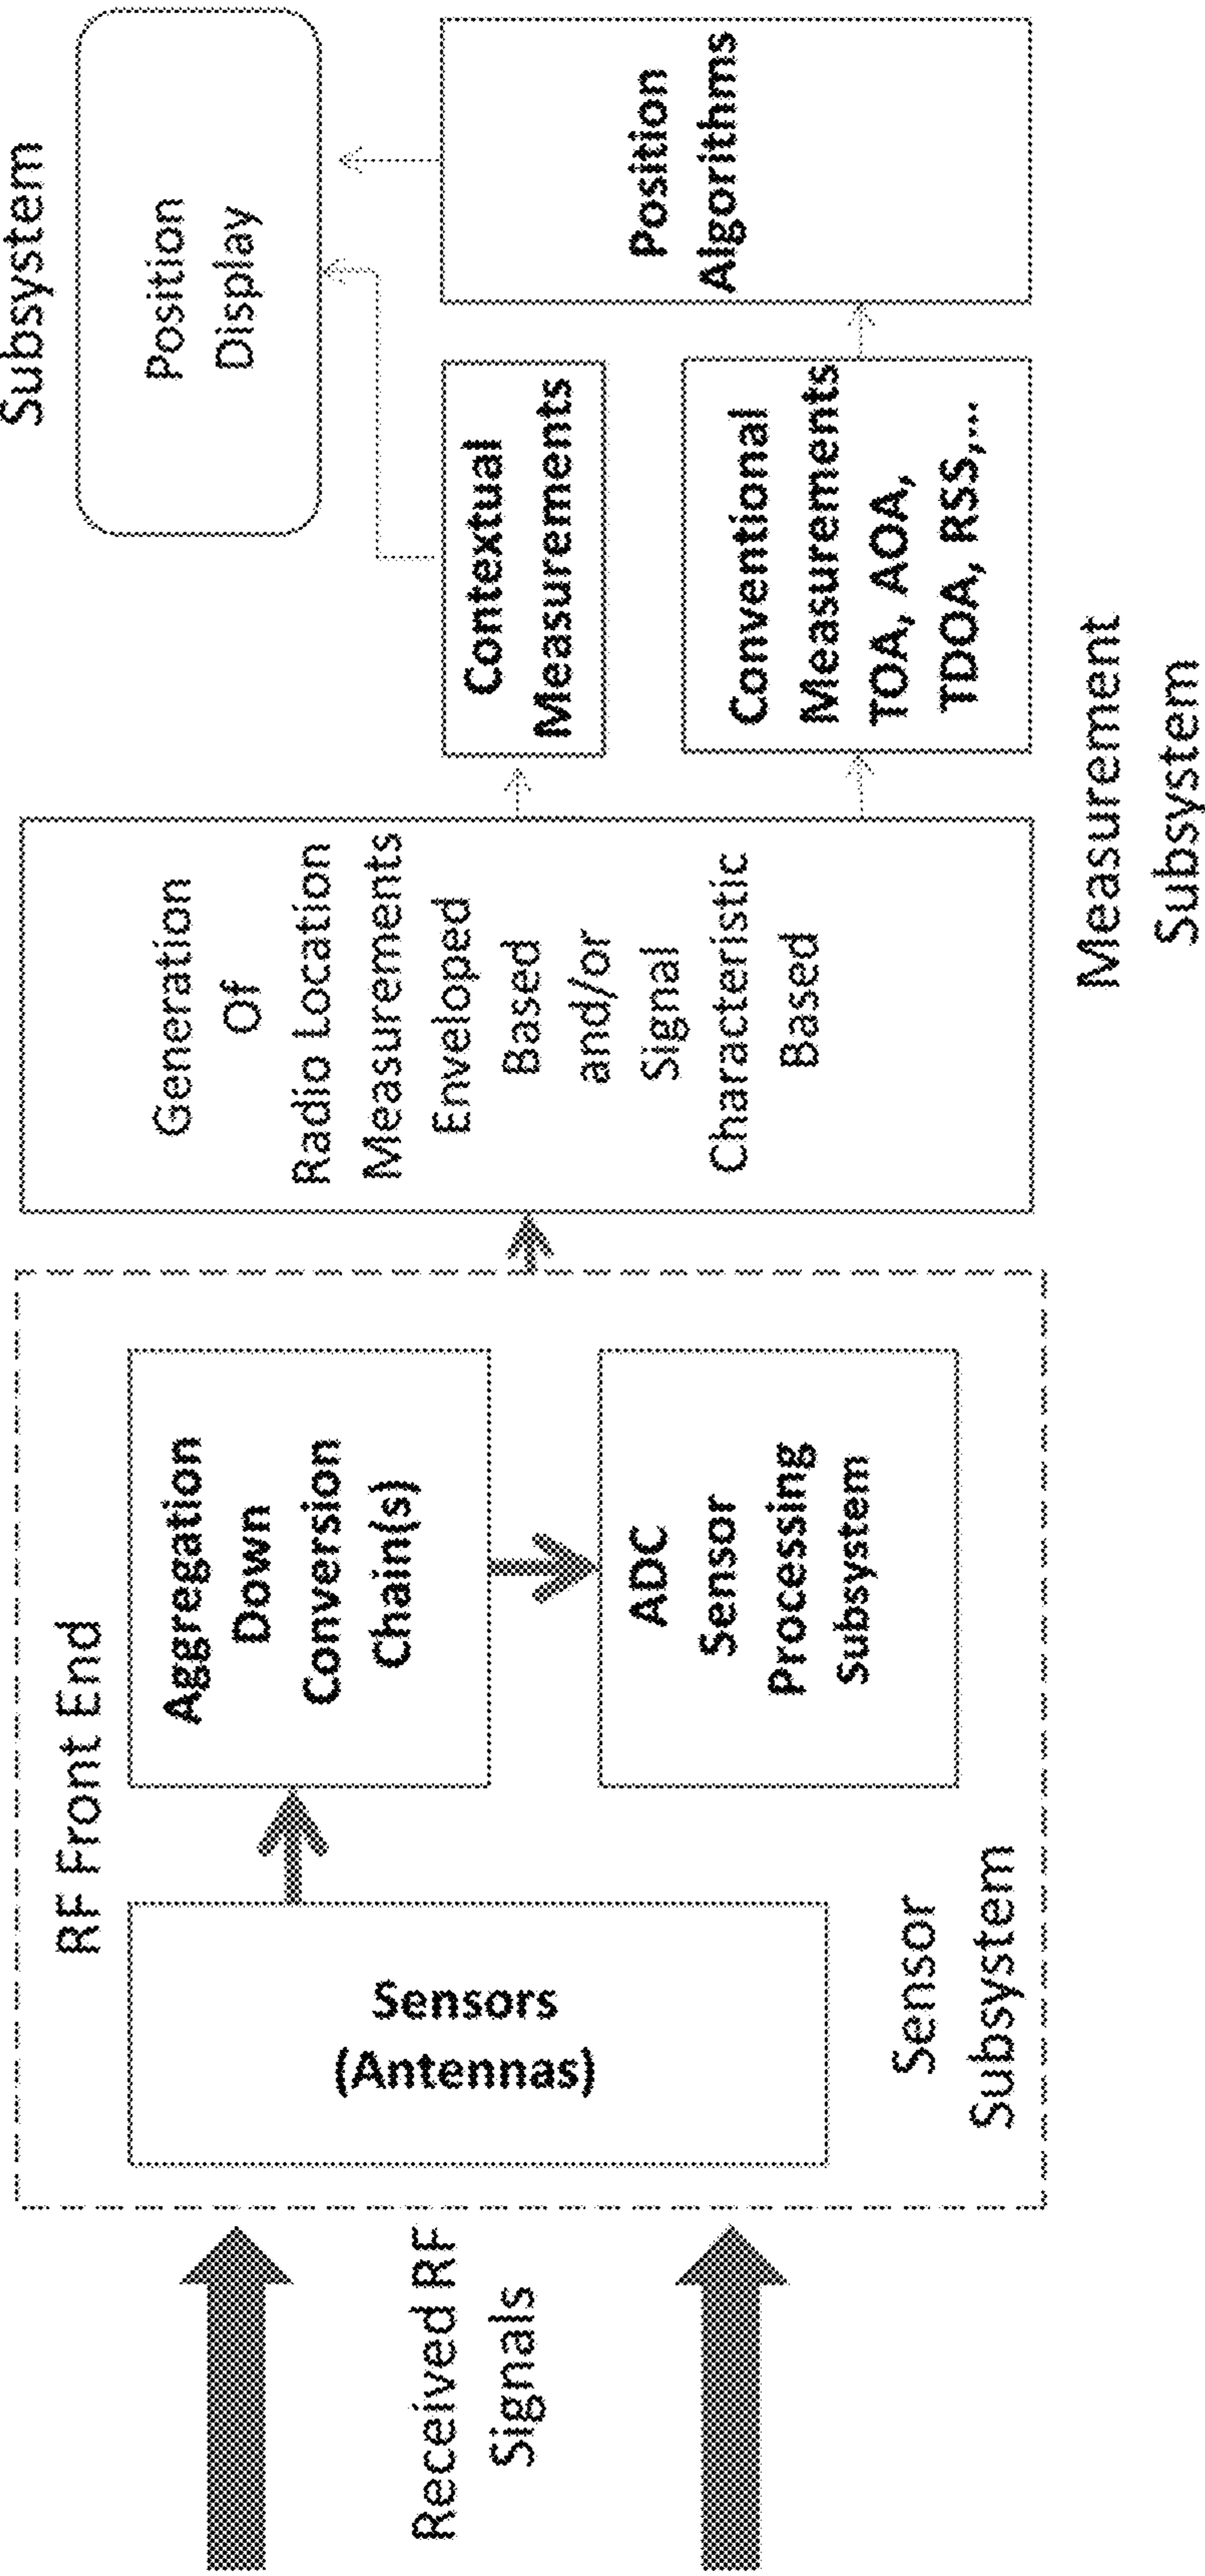 Received RF
Signals
RF Front End
Sensors
(Antennas)
Aggregation
Down
Conversion
Chain(s)
ADC
Sensor
Processing
Subsystem
Sensor
Subsystem
Generation
Of
Radio Location
Measurements
Enveloped
Based
and/or
Signal
Characteristic
Based
Contextual
Measurements
Conventional
Measurements
TOA, AOA,
TDOA, RSS,...
Measurement
Subsystem
Subsystem
Position
Display
Position
Algorithms